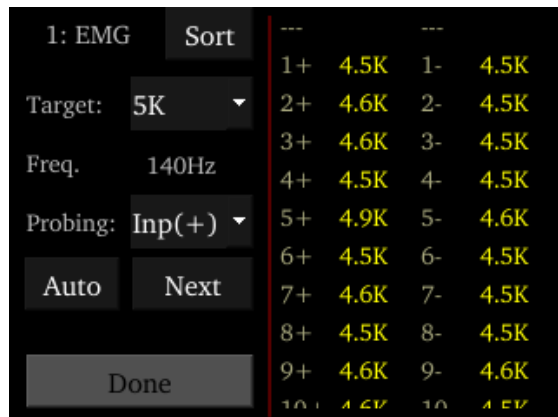 1: EMG Sort
Target: 5K
Freq. 140Hz
Probing: Inp(+)
Auto Next
Done
--- ---
1+ 4.5K 1- 4.5K
2+ 4.6K 2- 4.5K
3+ 4.6K 3- 4.5K
4+ 4.5K 4- 4.5K
5+ 4.9K 5- 4.6K
6+ 4.5K 6- 4.5K
7+ 4.6K 7- 4.5K
8+ 4.5K 8- 4.5K
9+ 4.6K 9- 4.6K